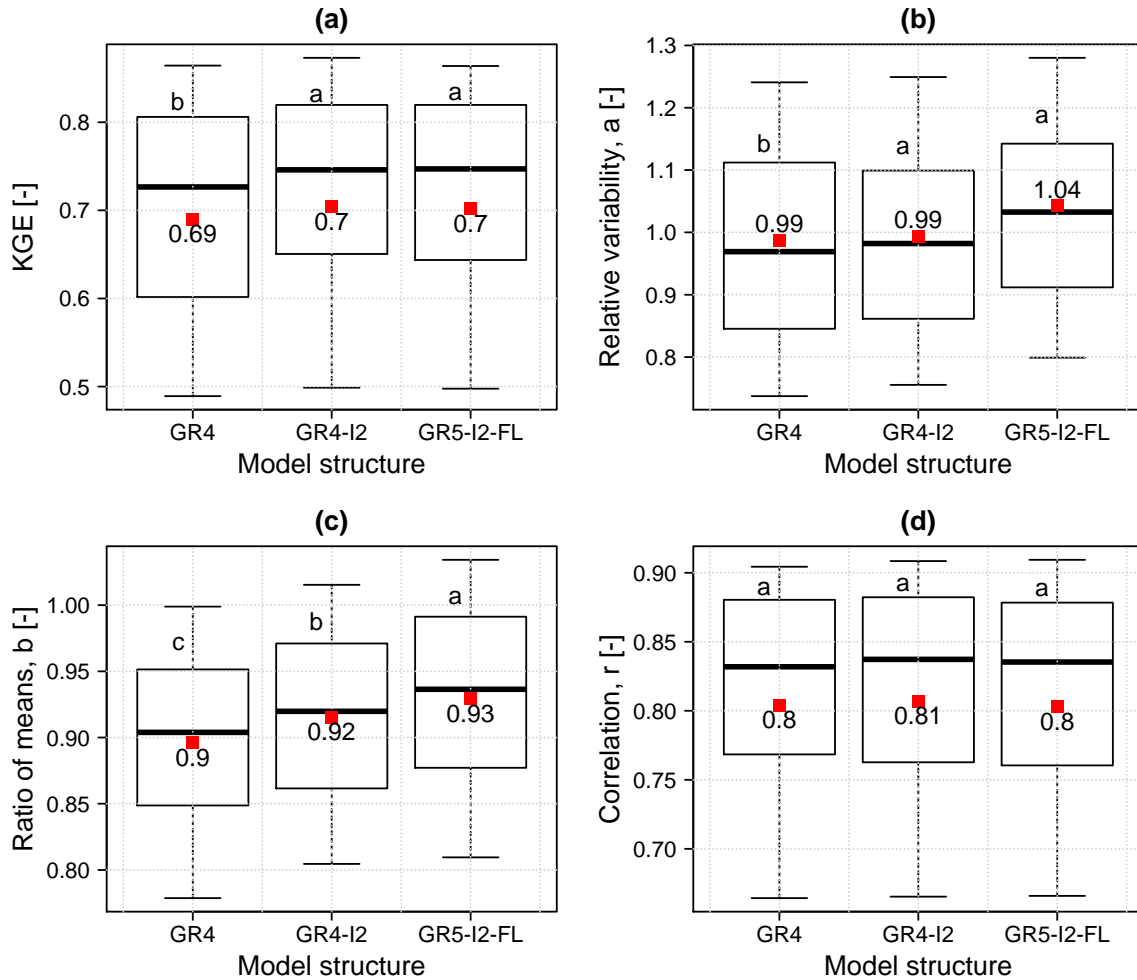 (a)
KGE [-]
0.8
0.7
0.6
0.5
b
a
a
0.69
0.7
0.7
GR4
GR4-I2
GR5-I2-FL
Model structure
(b)
Relative variability, a [-]
1.3
1.2
1.1
1.0
0.9
0.8
b
a
a
0.99
0.99
1.04
GR4
GR4-I2
GR5-I2-FL
Model structure
(c)
Ratio of means, b [-]
1.00
0.95
0.90
0.85
0.80
c
b
a
0.9
0.92
0.93
GR4
GR4-I2
GR5-I2-FL
Model structure
(d)
Correlation, r [-]
0.90
0.85
0.80
0.75
0.70
a
a
a
0.8
0.81
0.8
GR4
GR4-I2
GR5-I2-FL
Model structure